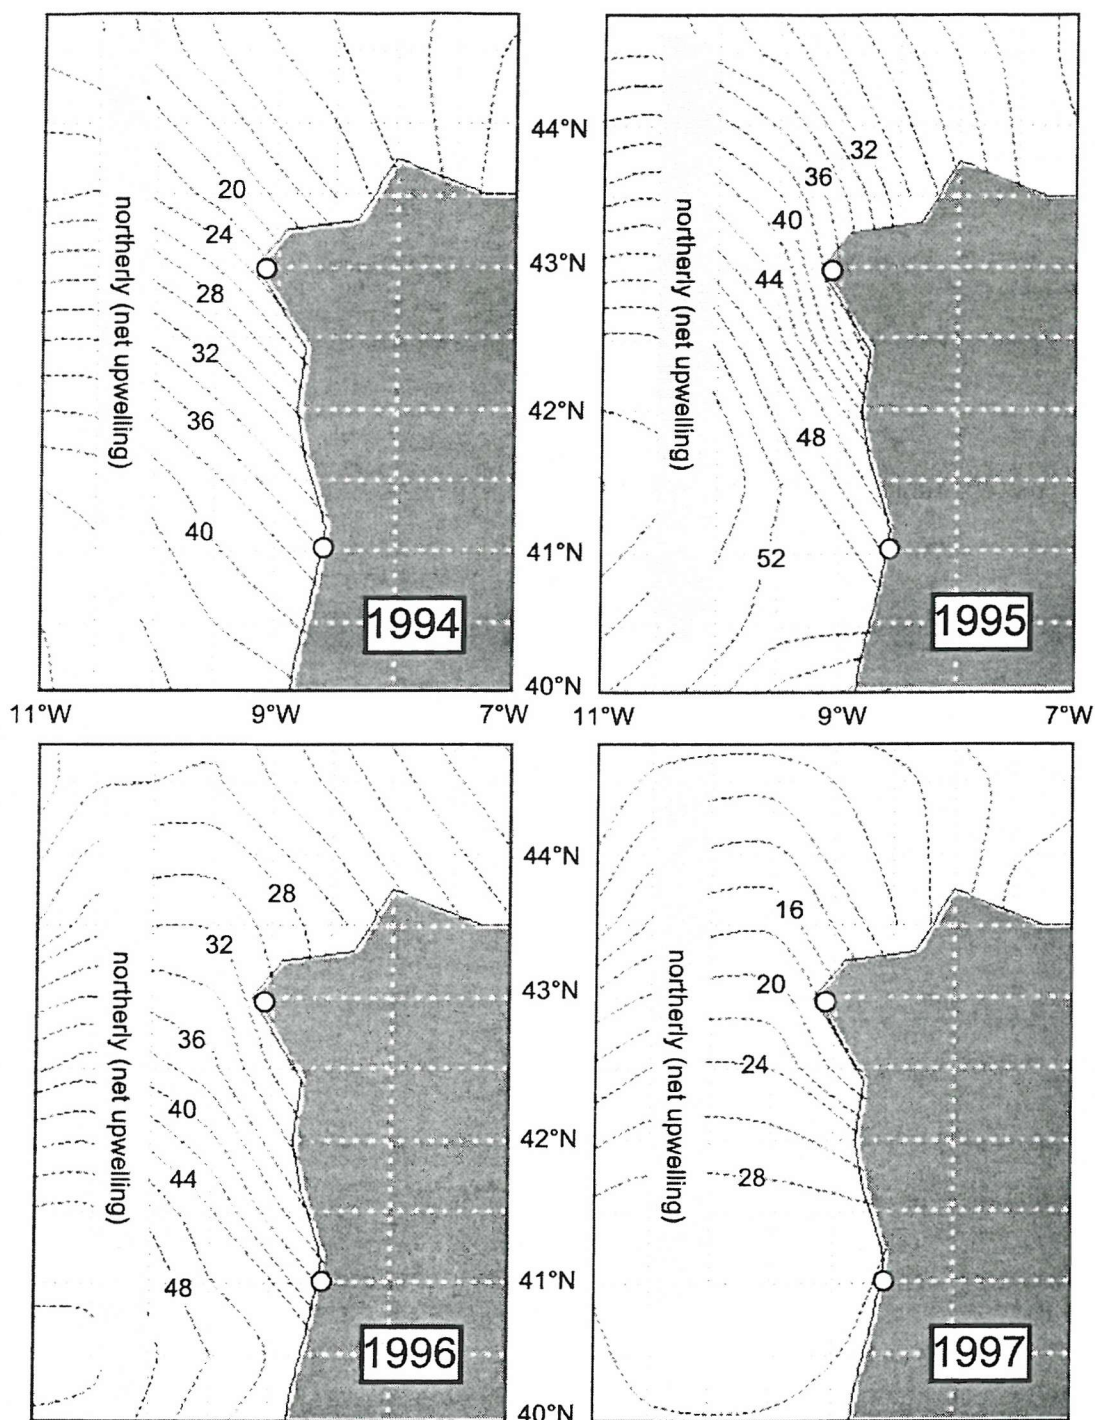 44°N
20
32
36
northerly (net upwelling)
northerly (net upwelling)
24
40
43°N
28
44
32
42°N
36
48
40
41°N
52
1994
1995
40°N
11°W
9°W
7°W
11°W
9°W
7°W
44°N
28
16
32
northerly (net upwelling)
northerly (net upwelling)
20
43°N
36
24
40
42°N
44
28
48
41°N
1996
1997
40°N